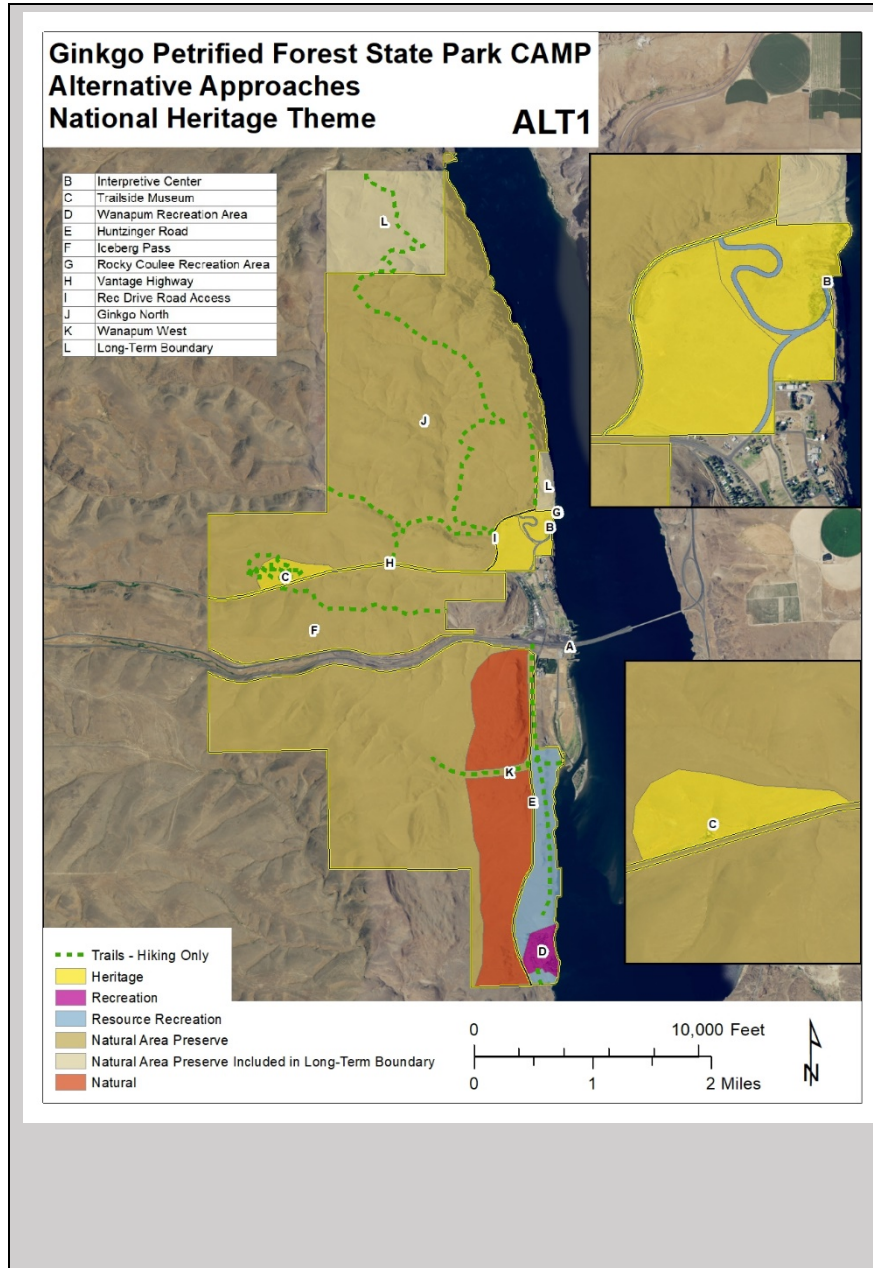 Ginkgo Petrified Forest State Park CAMP
Alternative Approaches
National Heritage Theme ALT1
B Interpretive Center
C Trailside Museum
D Wanapum Recreation Area
E Huntzinger Road
F Iceberg Pass
G Rocky Coulee Recreation Area
H Vantage Highway
I Rec Drive Road Access
J Ginkgo North
K Wanapum West
L Long-Term Boundary
L
B
J
L
G
B
I
H
C
F
A
K
E
C
D
Trails - Hiking Only
Heritage
Recreation
Resource Recreation
Natural Area Preserve
Natural Area Preserve Included in Long-Term Boundary
Natural
0 10,000 Feet
0 1 2 Miles
N